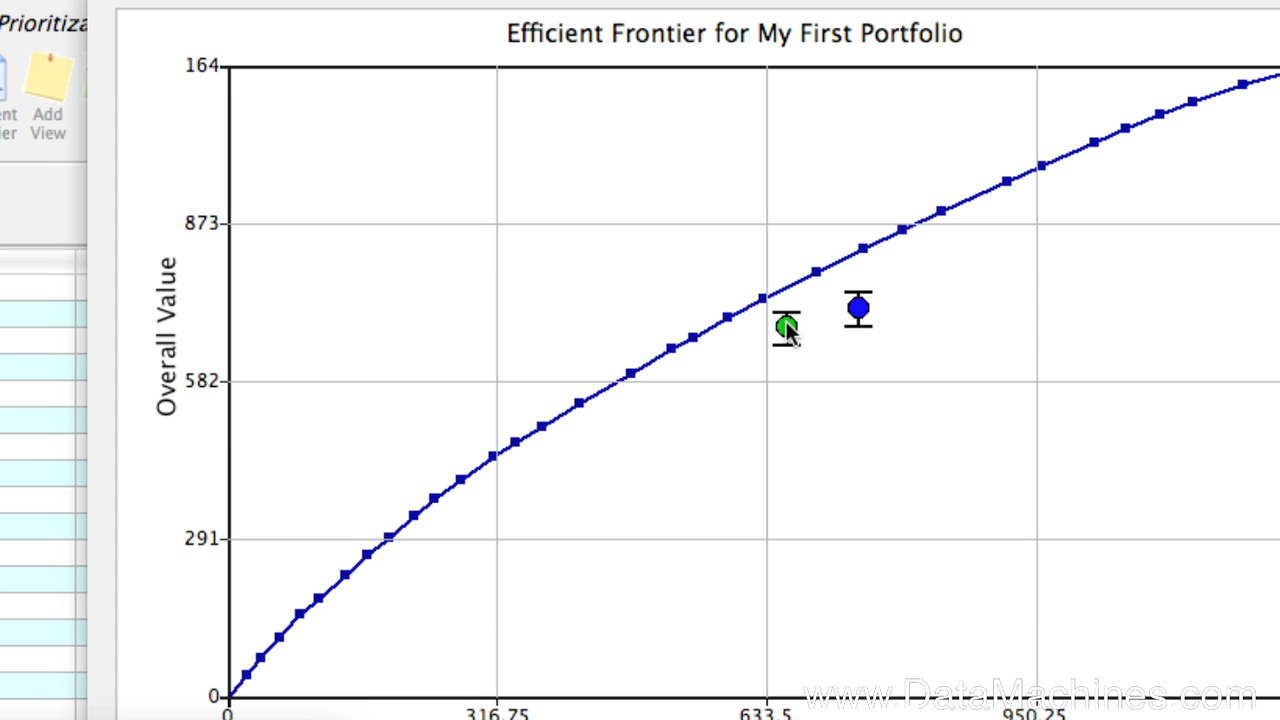 Prioritiza
Efficient Frontier for My First Portfolio
164
nt
ier
Add
View
873
Overall Value
582
291
0
0
316.75
633.5
950.25
www.DataMachines.com